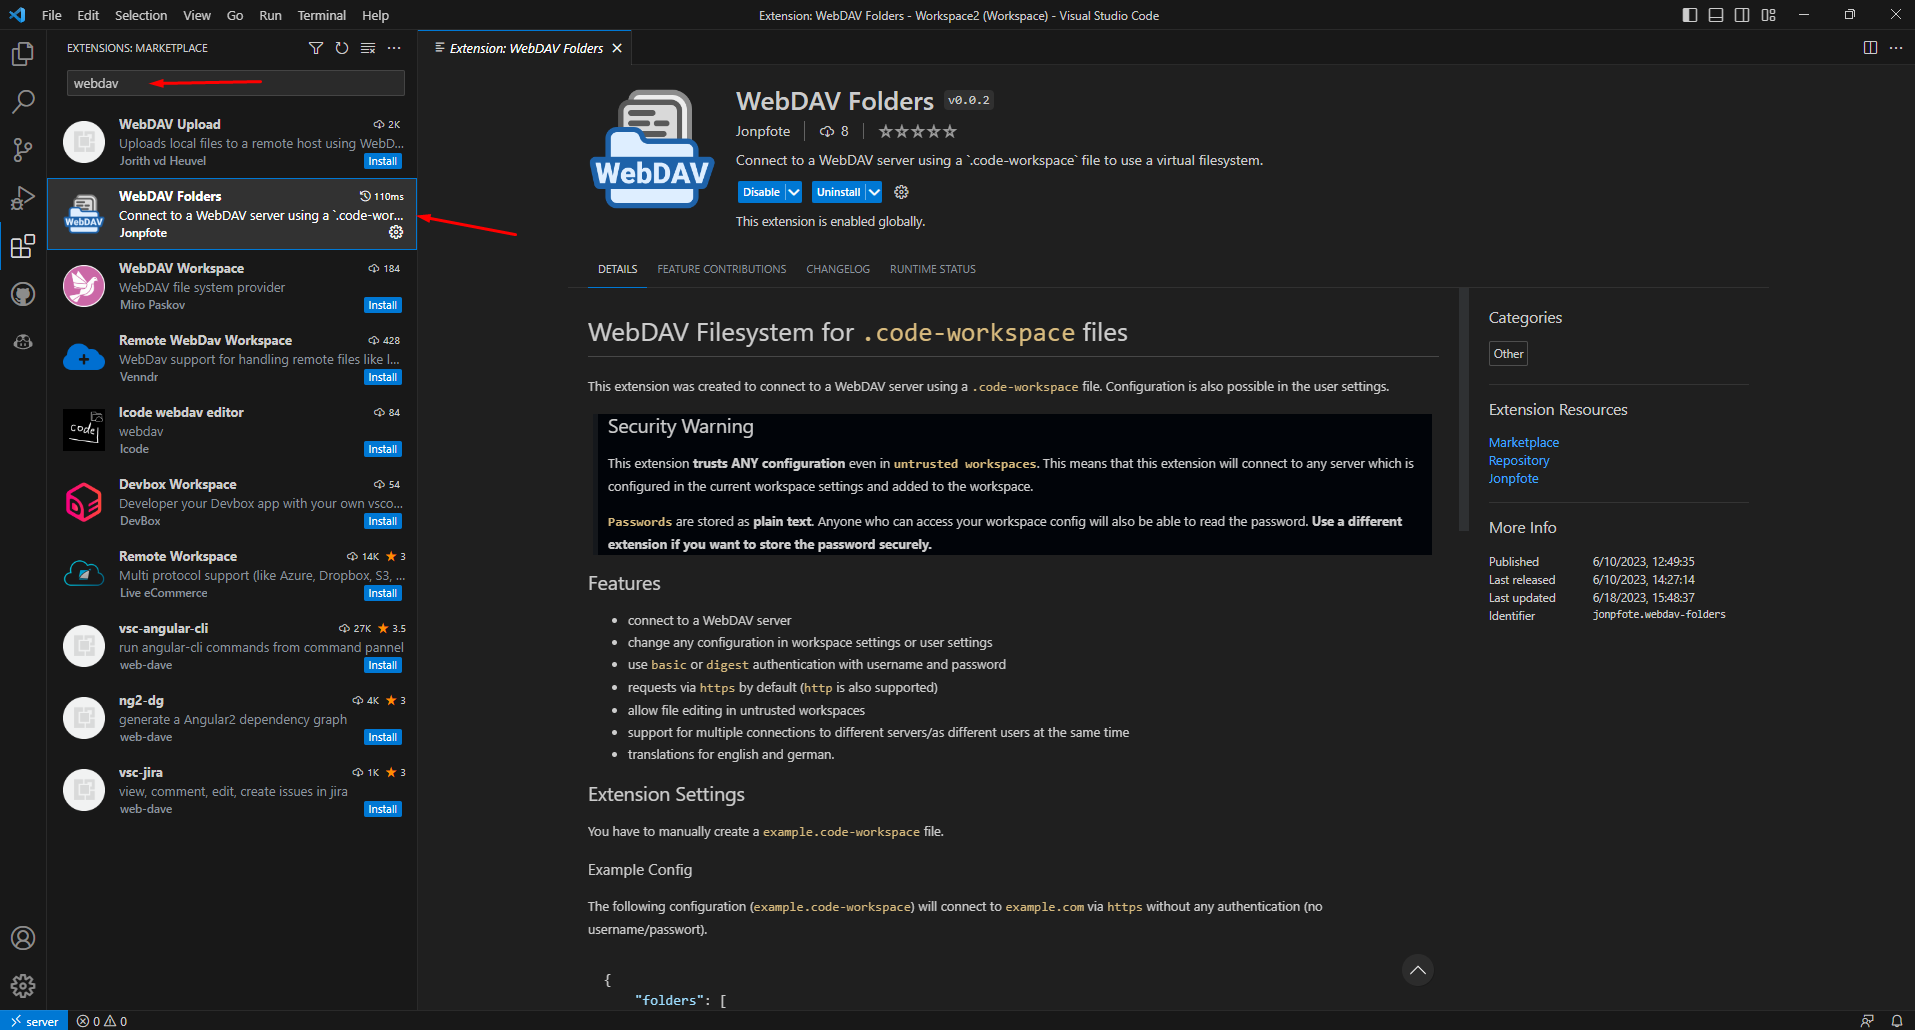 File Edit Selection View Go Run Terminal Help
Extension: WebDAV Folders - Workspace2 (Workspace) - Visual Studio Code
EXTENSIONS: MARKETPLACE
webdav
WebDAV Upload 2K
Uploads local files to a remote host using WebD...
Jorith vd Heuvel Install
WebDAV Folders 110ms
Connect to a WebDAV server using a `.code-wor...
Jonpfote
WebDAV Workspace 184
WebDAV file system provider
Miro Paskov Install
Remote WebDav Workspace 428
WebDav support for handling remote files like l...
Venndr Install
lcode webdav editor 84
webdav
lcode Install
code
Devbox Workspace 54
Developer your Devbox app with your own vsco...
DevBox Install
Remote Workspace 14K 3
Multi protocol support (like Azure, Dropbox, S3, ...
Live eCommerce Install
vsc-angular-cli 27K 3.5
run angular-cli commands from command pannel
web-dave Install
ng2-dg 4K 3
generate a Angular2 dependency graph
web-dave Install
vsc-jira 1K 3
view, comment, edit, create issues in jira
web-dave Install
Extension: WebDAV Folders
WebDAV
WebDAV Folders v0.0.2
Jonpfote 8
Connect to a WebDAV server using a `.code-workspace` file to use a virtual filesystem.
Disable Uninstall
This extension is enabled globally.
DETAILS FEATURE CONTRIBUTIONS CHANGELOG RUNTIME STATUS
WebDAV Filesystem for .code-workspace files
This extension was created to connect to a WebDAV server using a .code-workspace file. Configuration is also possible in the user settings.
Security Warning
This extension trusts ANY configuration even in untrusted workspaces. This means that this extension will connect to any server which is
configured in the current workspace settings and added to the workspace.
Passwords are stored as plain text. Anyone who can access your workspace config will also be able to read the password. Use a different
extension if you want to store the password securely.
Features
• connect to a WebDAV server
• change any configuration in workspace settings or user settings
• use basic or digest authentication with username and password
• requests via https by default (http is also supported)
• allow file editing in untrusted workspaces
• support for multiple connections to different servers/as different users at the same time
• translations for english and german.
Extension Settings
You have to manually create a example.code-workspace file.
Example Config
The following configuration (example.code-workspace) will connect to example.com via https without any authentication (no
username/passwort).
{
"folders": [
Categories
Other
Extension Resources
Marketplace
Repository
Jonpfote
More Info
Published 6/10/2023, 12:49:35
Last released 6/10/2023, 14:27:14
Last updated 6/18/2023, 15:48:37
Identifier jonpfote.webdav-folders
server 0 0